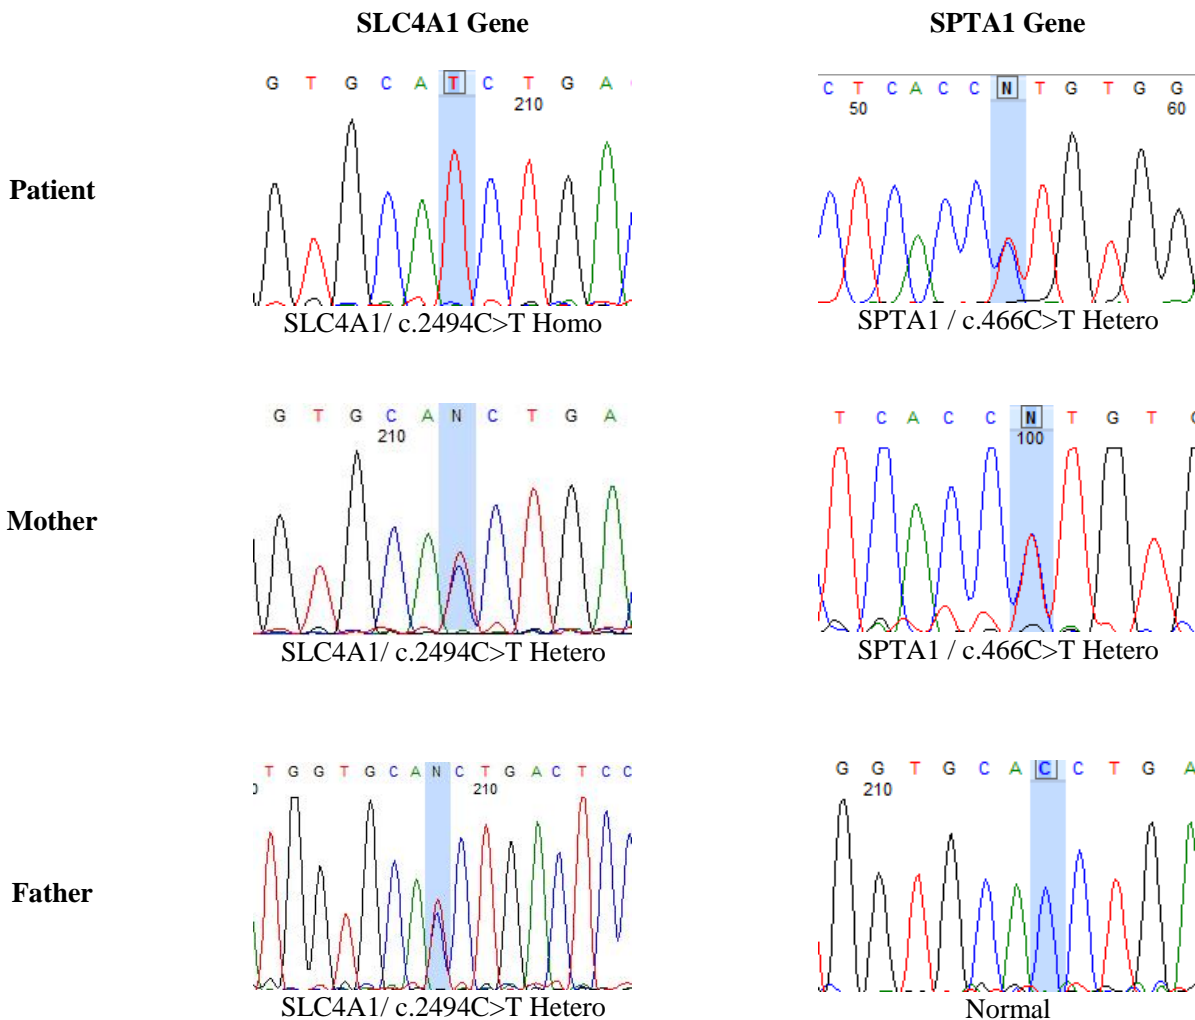 SLC4A1 Gene SPTA1 Gene
G T G C A T C T G A
210
C T C A C C N T G T G G
50 60
Patient
SLC4A1/ c.2494C>T Homo SPTA1 / c.466C>T Hetero
G T G C A N C T G A
210
T C A C C N T G T
100
Mother
SLC4A1/ c.2494C>T Hetero SPTA1 / c.466C>T Hetero
T G G T G C A N C T G A C T C C
210
G G T G C A C C T G A
210
Father
SLC4A1/ c.2494C>T Hetero Normal